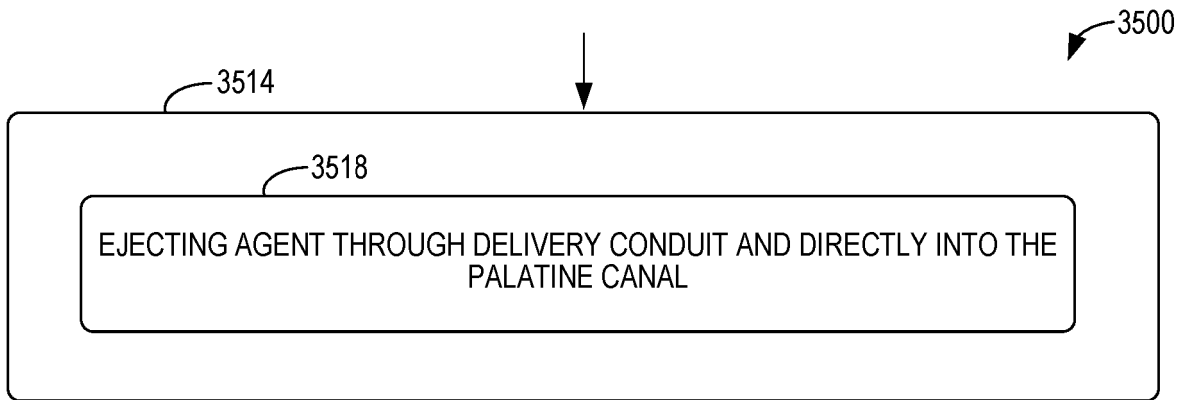 3500
3514
3518
EJECTING AGENT THROUGH DELIVERY CONDUIT AND DIRECTLY INTO THE
PALATINE CANAL